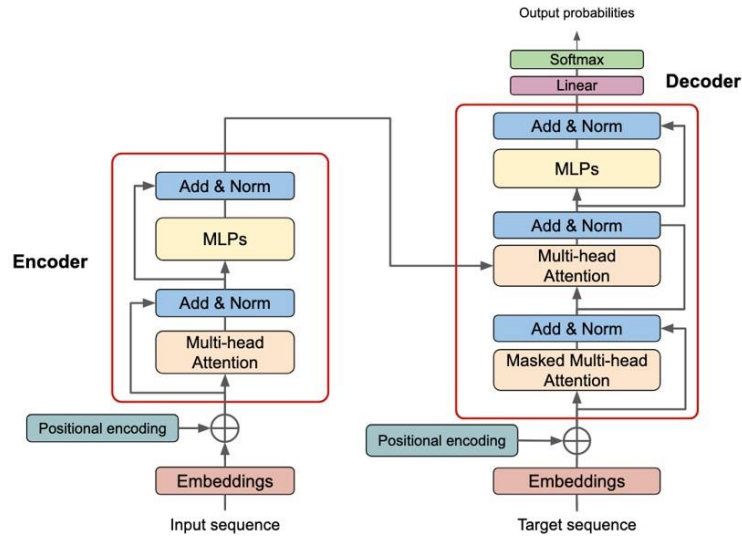 Output probabilities
Softmax
Linear
Decoder
Add & Norm
MLPs
Add & Norm
Multi-head
Attention
Add & Norm
Masked Multi-head
Attention
Positional encoding
Embeddings
Target sequence
Encoder
Add & Norm
MLPs
Add & Norm
Multi-head
Attention
Positional encoding
Embeddings
Input sequence